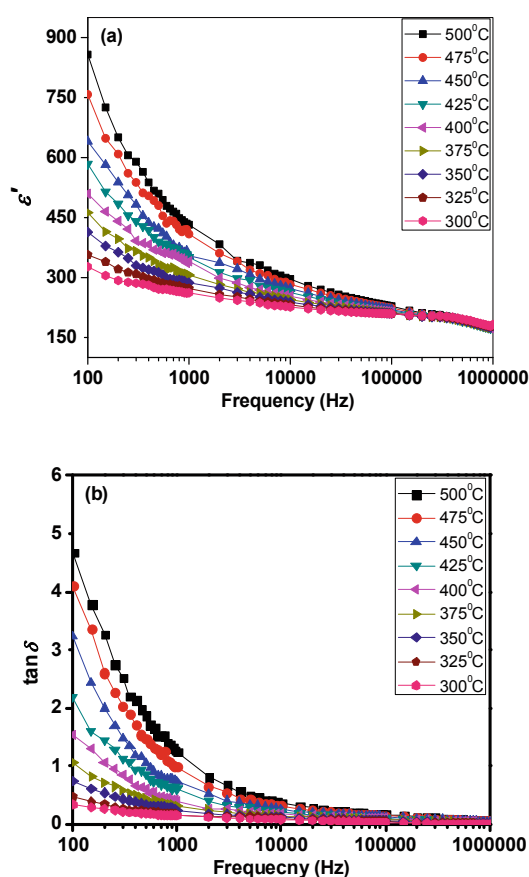 (a)
900
750
600
450
300
150
ε'
500⁰C
475⁰C
450⁰C
425⁰C
400⁰C
375⁰C
350⁰C
325⁰C
300⁰C
100 1000 10000 100000 1000000
Frequency (Hz)
(b)
6
5
4
3
2
1
0
tan δ
500⁰C
475⁰C
450⁰C
425⁰C
400⁰C
375⁰C
350⁰C
325⁰C
300⁰C
100 1000 10000 100000 1000000
Frequecny (Hz)